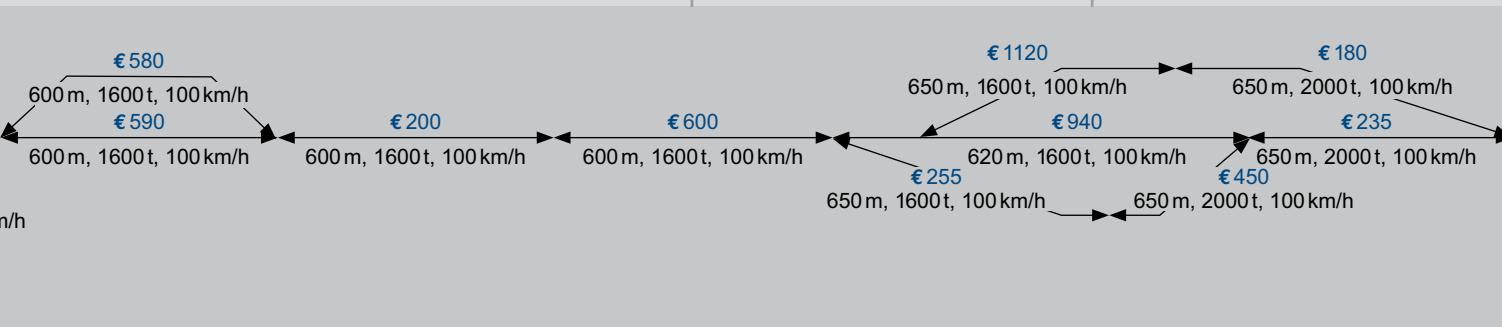 € 580
600 m, 1600 t, 100 km/h
€ 590
600 m, 1600 t, 100 km/h
€ 200
600 m, 1600 t, 100 km/h
€ 600
600 m, 1600 t, 100 km/h
€ 1120
650 m, 1600 t, 100 km/h
€ 180
650 m, 2000 t, 100 km/h
€ 940
620 m, 1600 t, 100 km/h
€ 235
650 m, 2000 t, 100 km/h
€ 255
650 m, 1600 t, 100 km/h
€ 450
650 m, 2000 t, 100 km/h
m/h